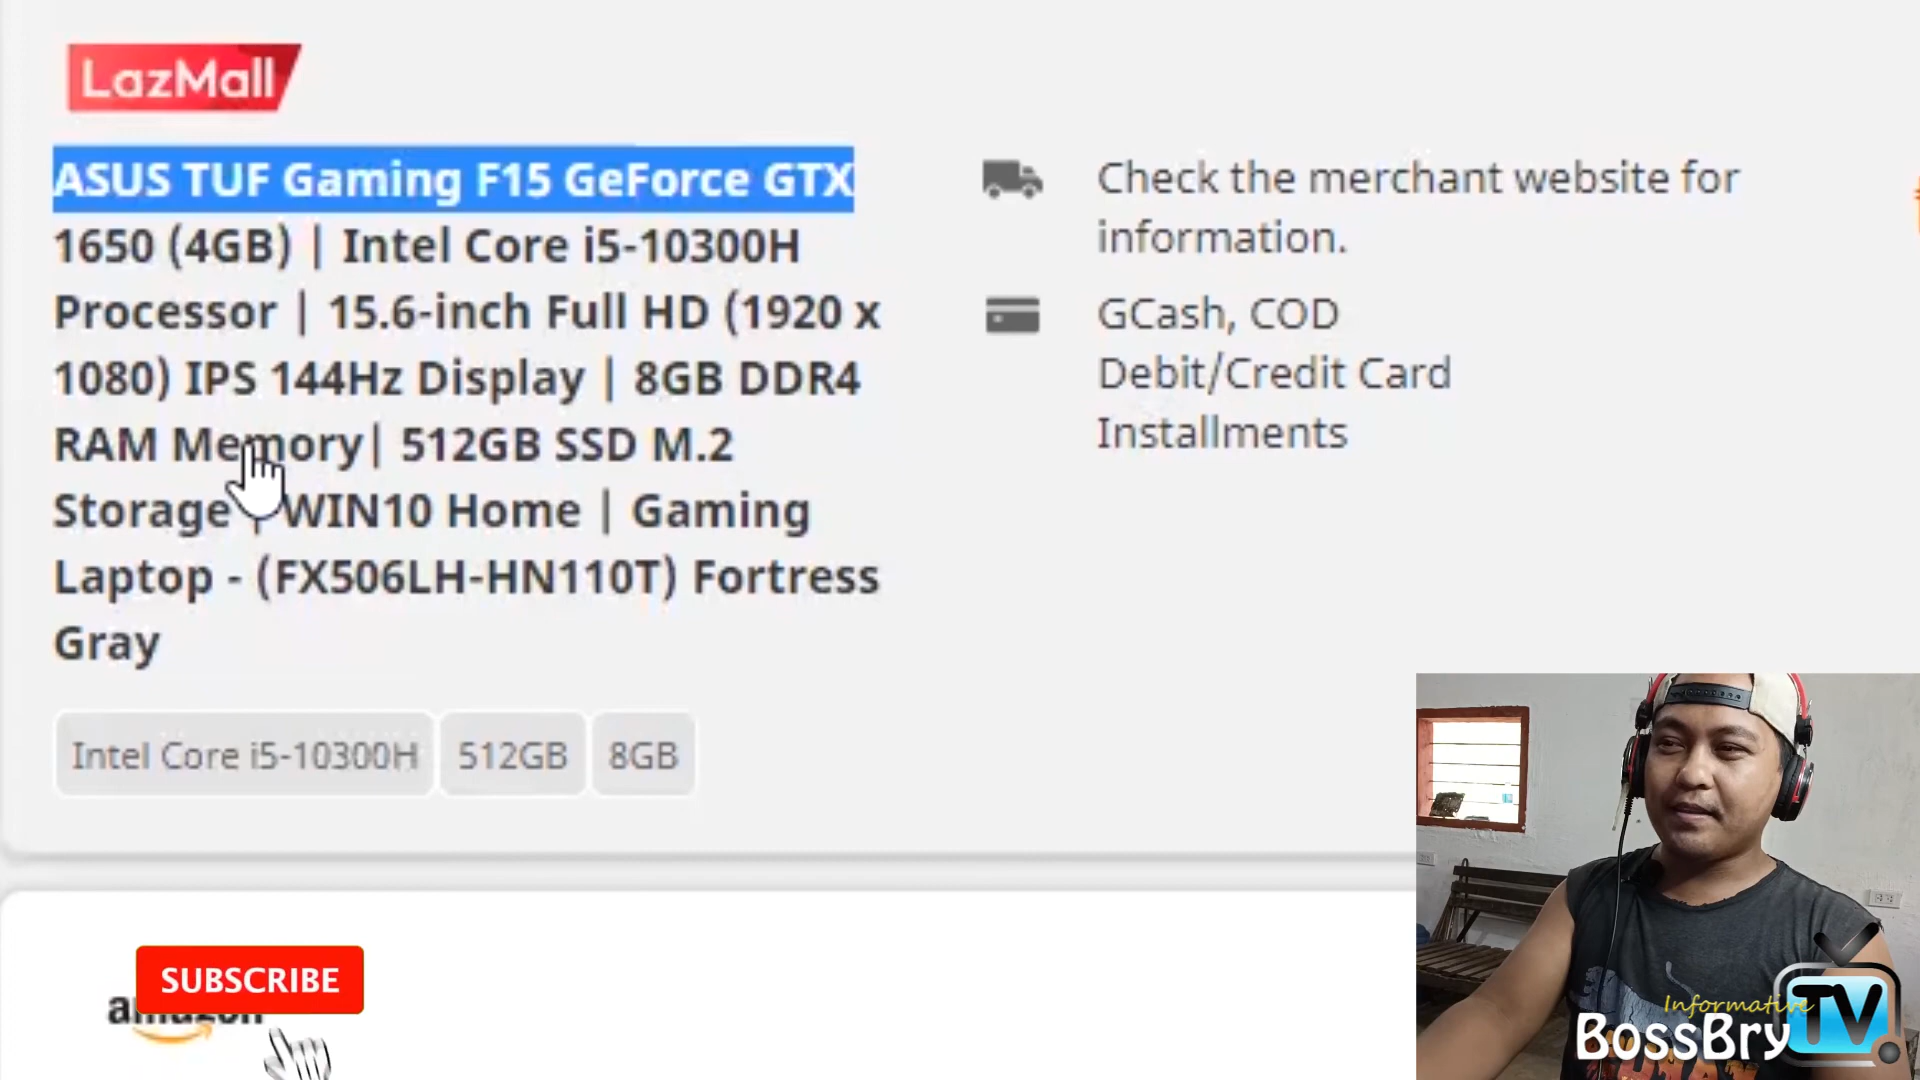 LazMall
ASUS TUF Gaming F15 GeForce GTX
1650 (4GB) | Intel Core i5-10300H
Processor | 15.6-inch Full HD (1920 x
1080) IPS 144Hz Display | 8GB DDR4
RAM Memory| 512GB SSD M.2
Storage | WIN10 Home | Gaming
Laptop - (FX506LH-HN110T) Fortress
Gray
Intel Core i5-10300H 512GB 8GB
Check the merchant website for
information.
GCash, COD
Debit/Credit Card
Installments
SUBSCRIBE
amazon
Informative
BossBry TV